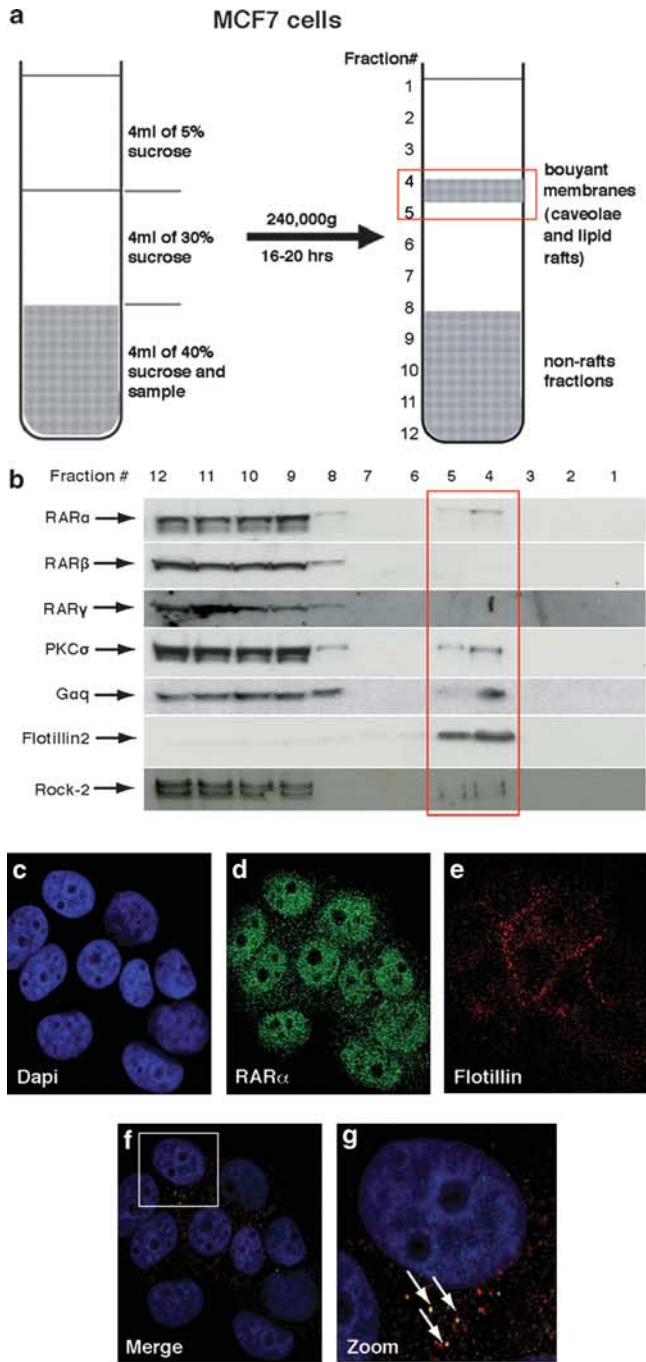 a
MCF7 cells
Fraction#
4ml of 5%
sucrose
4ml of 30%
sucrose
4ml of 40%
sucrose and
sample
240,000g
16-20 hrs
1
2
3
4
5
6
7
8
9
10
11
12
bouyant
membranes
(caveolae
and lipid
rafts)
non-rafts
fractions
b
Fraction # 12 11 10 9 8 7 6 5 4 3 2 1
RARα
RARβ
RARγ
PKCσ
Gαq
Flotillin2
Rock-2
c
Dapi
d
RARα
e
Flotillin
f
Merge
g
Zoom